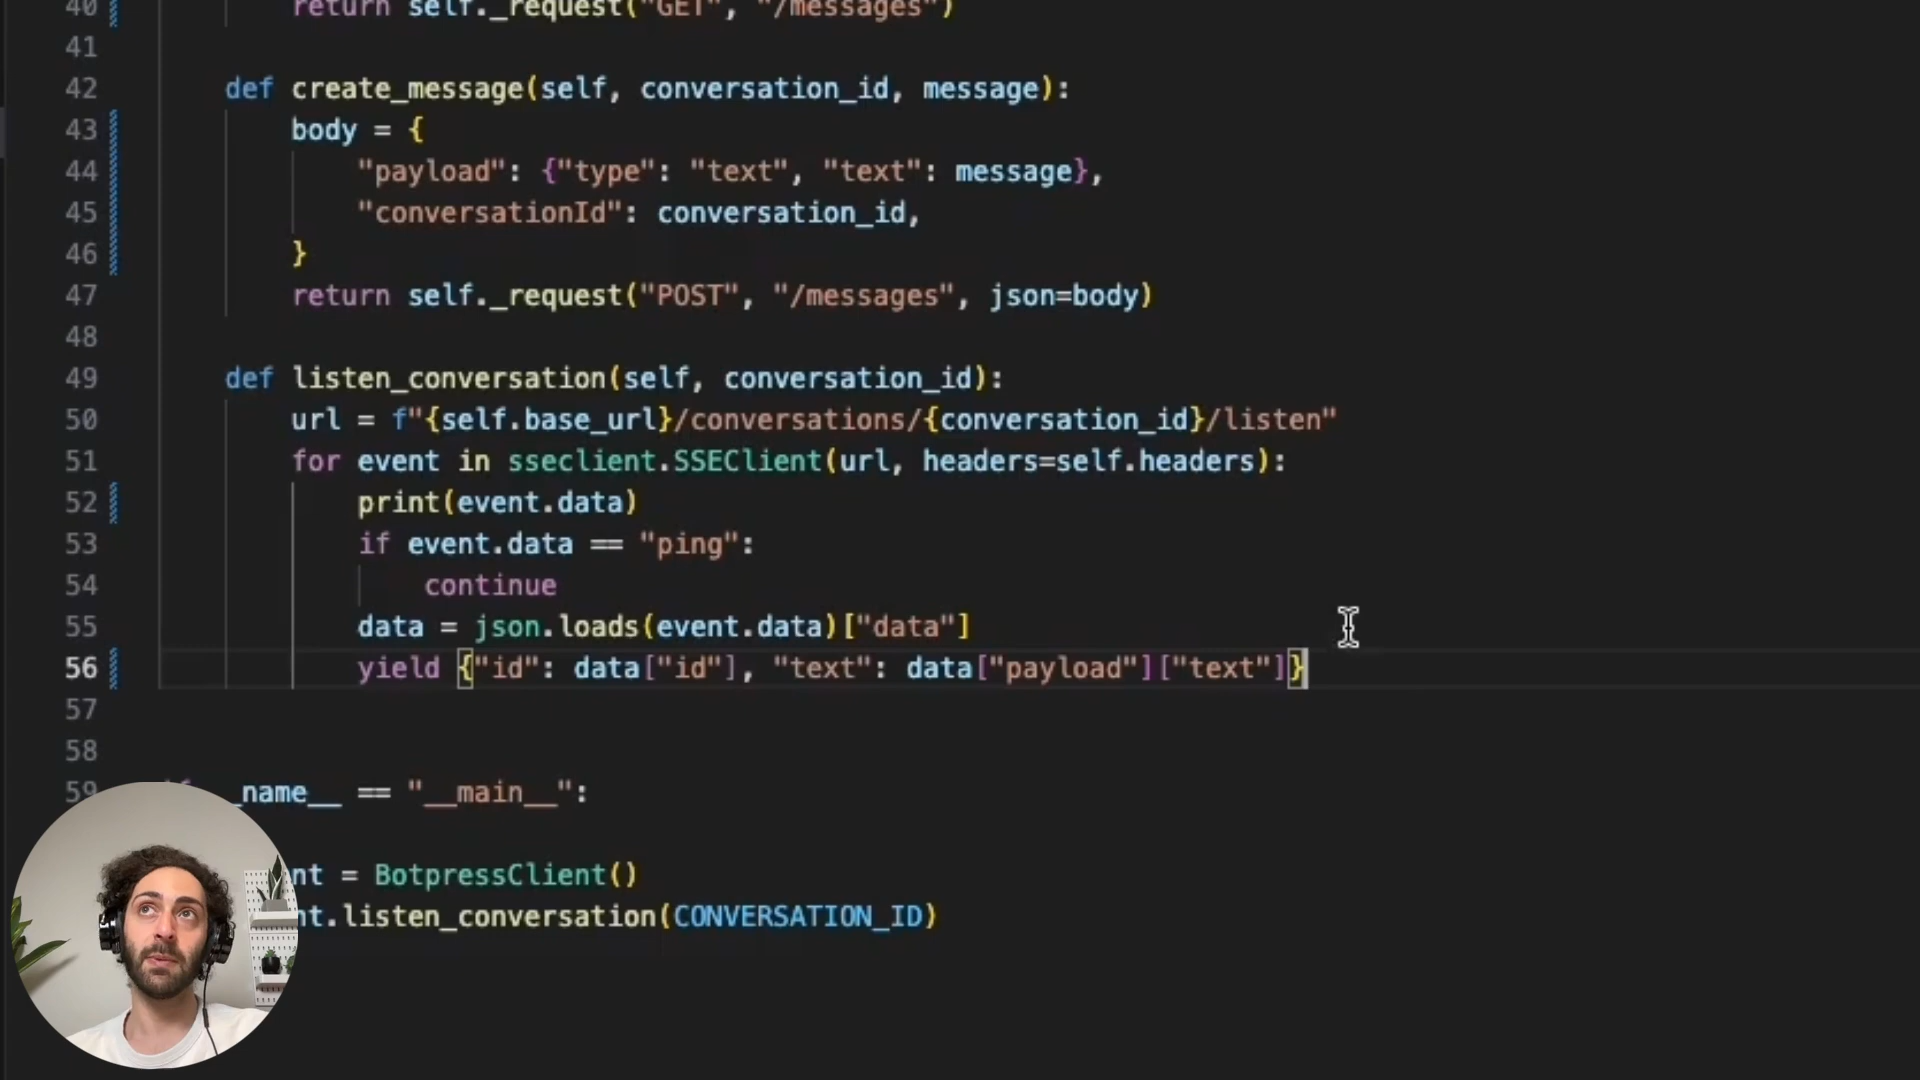 40 return self._request("GET", "/messages")
41
42 def create_message(self, conversation_id, message):
43 body = {
44 "payload": {"type": "text", "text": message},
45 "conversationId": conversation_id,
46 }
47 return self._request("POST", "/messages", json=body)
48
49 def listen_conversation(self, conversation_id):
50 url = f"{self.base_url}/conversations/{conversation_id}/listen"
51 for event in sseclient.SSEClient(url, headers=self.headers):
52 print(event.data)
53 if event.data == "ping":
54 continue
55 data = json.loads(event.data)["data"]
56 yield {"id": data["id"], "text": data["payload"]["text"]}
57
58
59 _name__ == "__main__":
nt = BotpressClient()
nt.listen_conversation(CONVERSATION_ID)